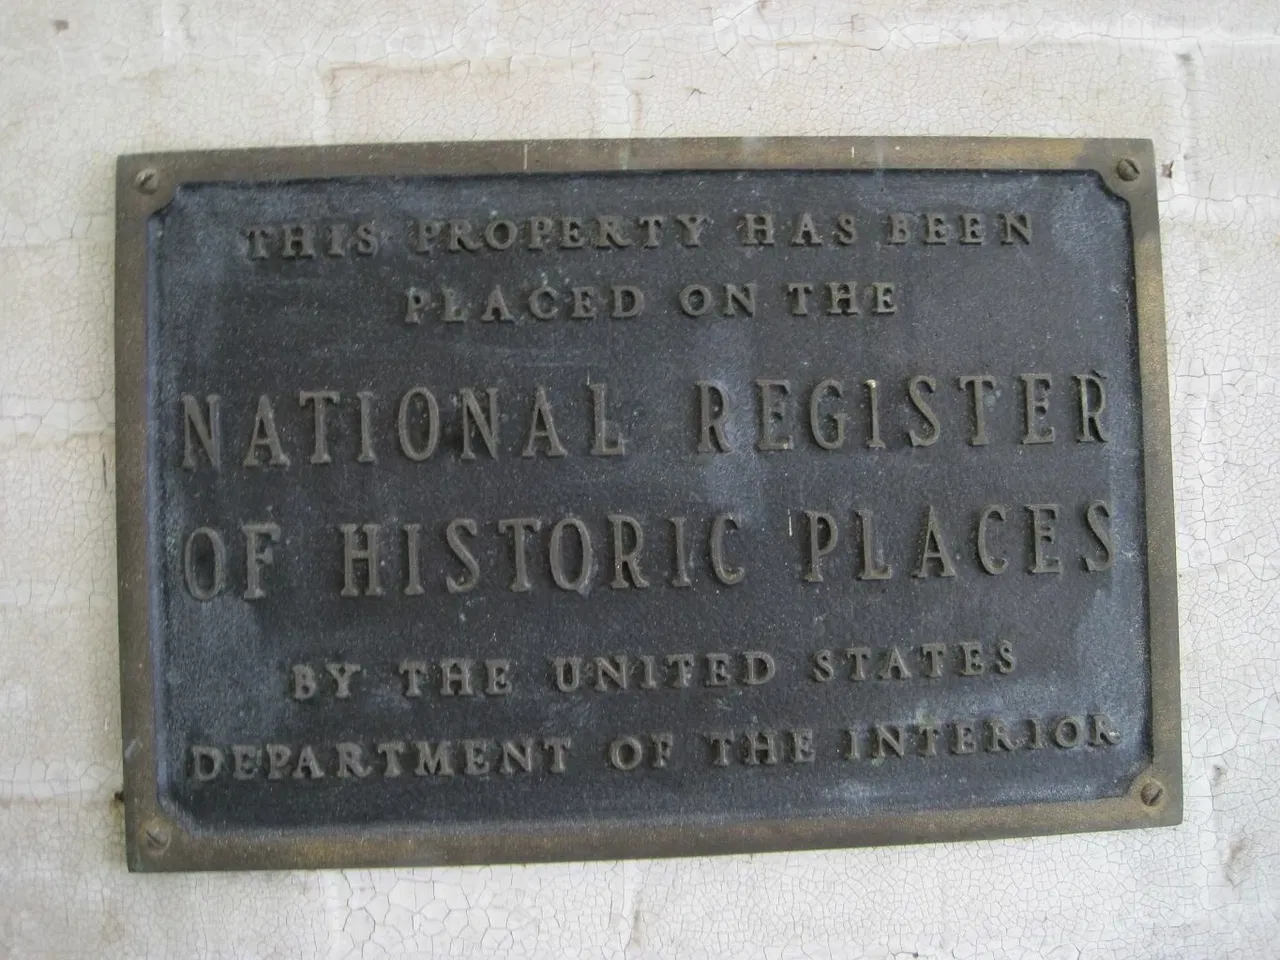 THIS PROPERTY HAS BEEN
PLACED ON THE
NATIONAL REGISTER
OF HISTORIC PLACES
BY THE UNITED STATES
DEPARTMENT OF THE INTERIOR